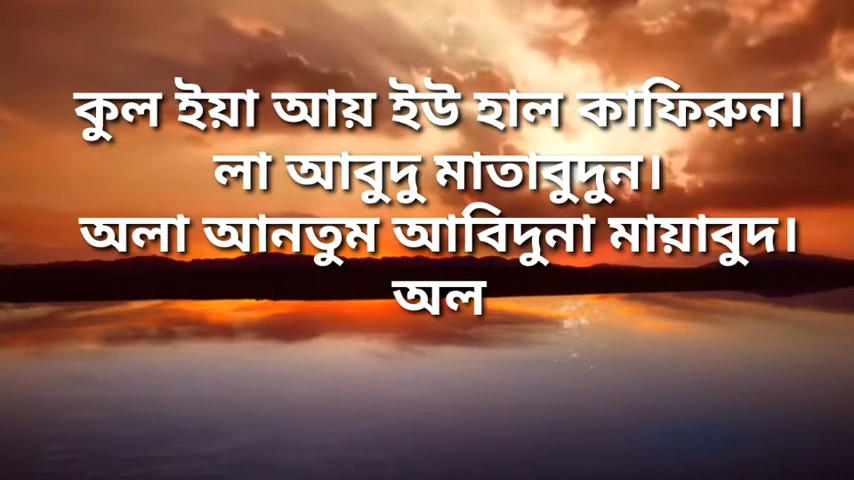 কুল ইয়া আয় ইউ হাল কাফিরুন।
লা আবুদু মাতাবুদুন।
অলা আনতুম আবিদুনা মায়াবুদ।
অল